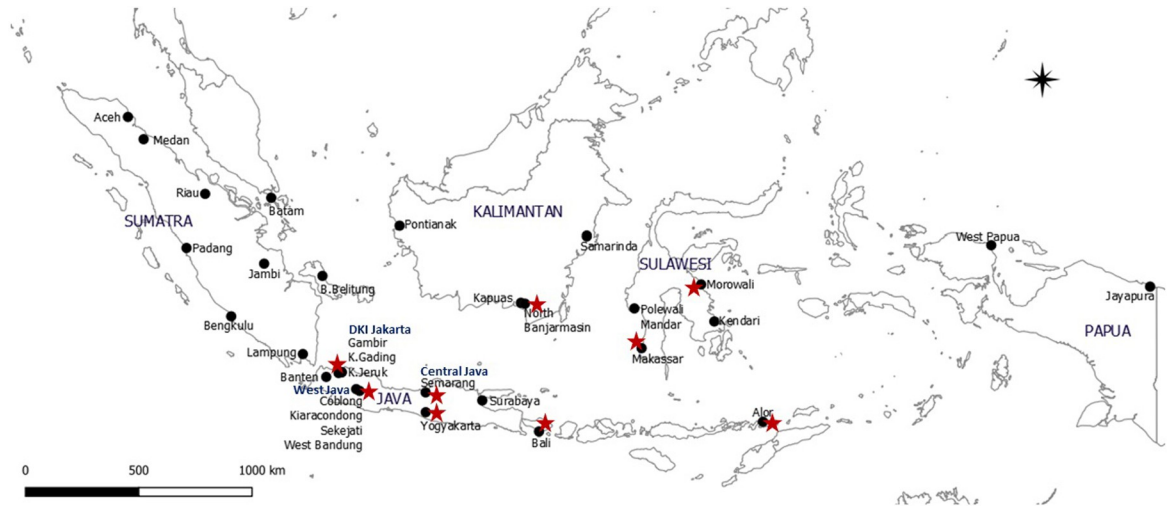 Aceh
Medan
Riau
Batam
SUMATRA
Padang
Jambi
B.Belitung
Bengkulu
Lampung
Pontianak
KALIMANTAN
Samarinda
Kapuas
North
Banjarmasin
SULAWESI
Morowali
Polewali
Mandar
Kendari
Makassar
West Papua
Jayapura
PAPUA
DKI Jakarta
Gambir
K.Gading
K.Jeruk
Banten
West Java
JAVA
Coblong
Kiaracondong
Sekejati
West Bandung
Central Java
Semarang
Surabaya
Yogyakarta
Bali
Alor
0 500 1000 km